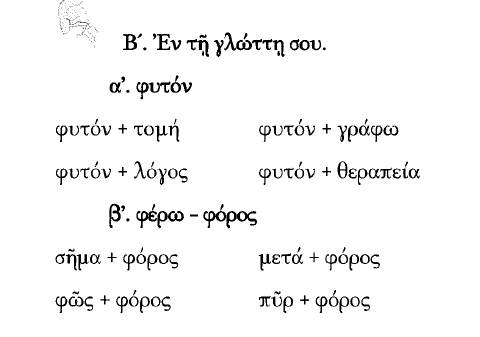 Β΄. Ἐν τῇ γλώττῃ σου.
α’. φυτόν
φυτόν + τομή φυτόν + γράφω
φυτόν + λόγος φυτόν + θεραπεία
β’. φέρω – φόρος
σῆμα + φόρος μετά + φόρος
φῶς + φόρος πῦρ + φόρος